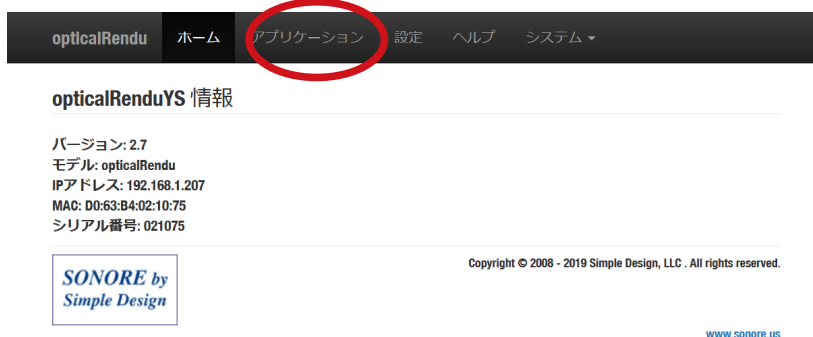 opticalRendu ホーム アプリケーション 設定 ヘルプ システム
opticalRenduYS 情報
バージョン: 2.7
モデル: opticalRendu
IPアドレス: 192.168.1.207
MAC: D0:63:B4:02:10:75
シリアル番号: 021075
SONORE by
Simple Design
Copyright © 2008 - 2019 Simple Design, LLC . All rights reserved.
www.sonore.us